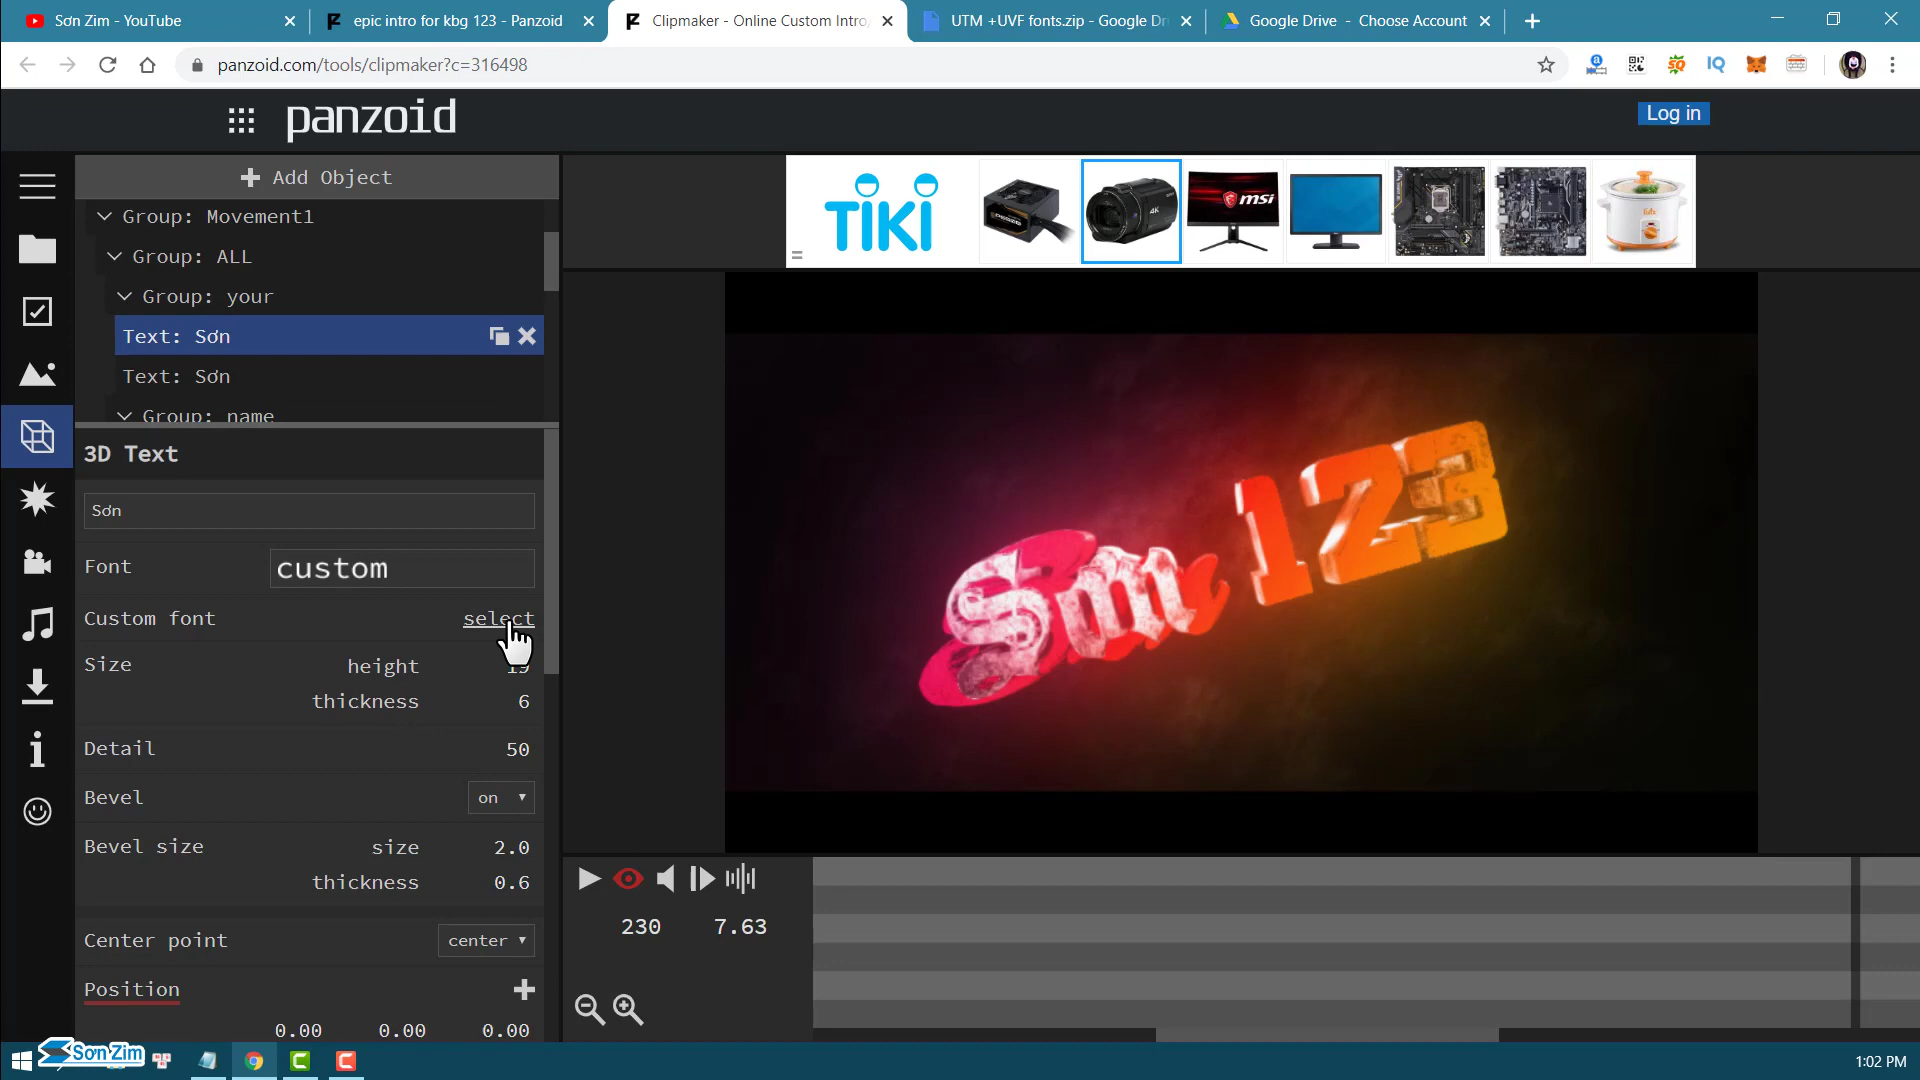 Sơn Zim - YouTube
epic intro for kbg 123 - Panzoid
Clipmaker - Online Custom Intro,
UTM +UVF fonts.zip - Google Dri
Google Drive - Choose Account
panzoid.com/tools/clipmaker?c=316498
IQ
panzoid
Log in
Add Object
Group: Movement1
Group: ALL
Group: your
Text: Sơn
Text: Sơn
Group: name
TIKI
4K
msi
3D Text
Sơn
Font
custom
Custom font
select
Size
height
19
thickness
6
Detail
50
Bevel
on
Bevel size
size
2.0
thickness
0.6
Center point
center
Position
0.00
0.00
0.00
Sơn 123
230
7.63
Sơn Zim
1:02 PM